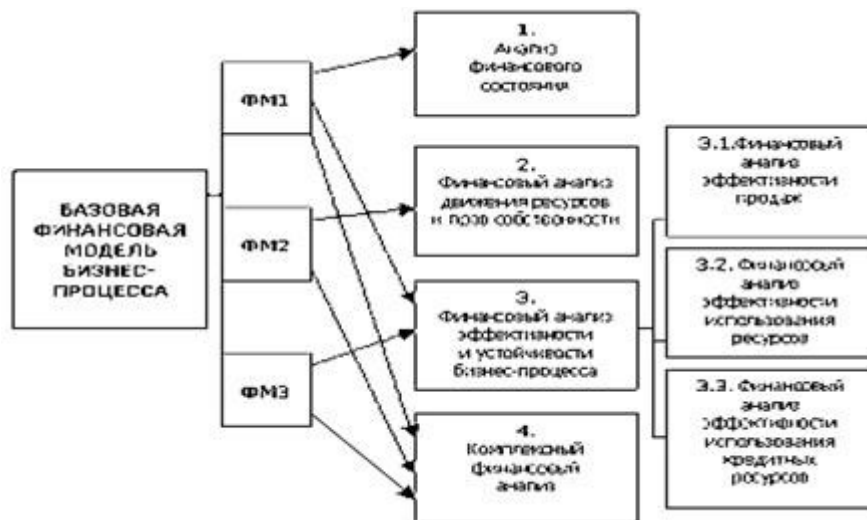 БАЗОВАЯ
ФИНАНСОВАЯ
МОДЕЛЬ
БИЗНЕС-
ПРОЦЕССА
ФМ1
ФМ2
ФМ3
1.
Анализ
финансового
состояния
2.
Финансовый анализ
движения ресурсов
и прав собственности
3.
Финансовый анализ
эффективности
и устойчивости
бизнес-процесса
4.
Комплексный
финансовый
анализ
3.1.Финансовый
анализ
эффективности
продаж
3.2. Финансовый
анализ
эффективности
использования
ресурсов
3.3. Финансовый
анализ
эффективности
использования
кредитных
ресурсов